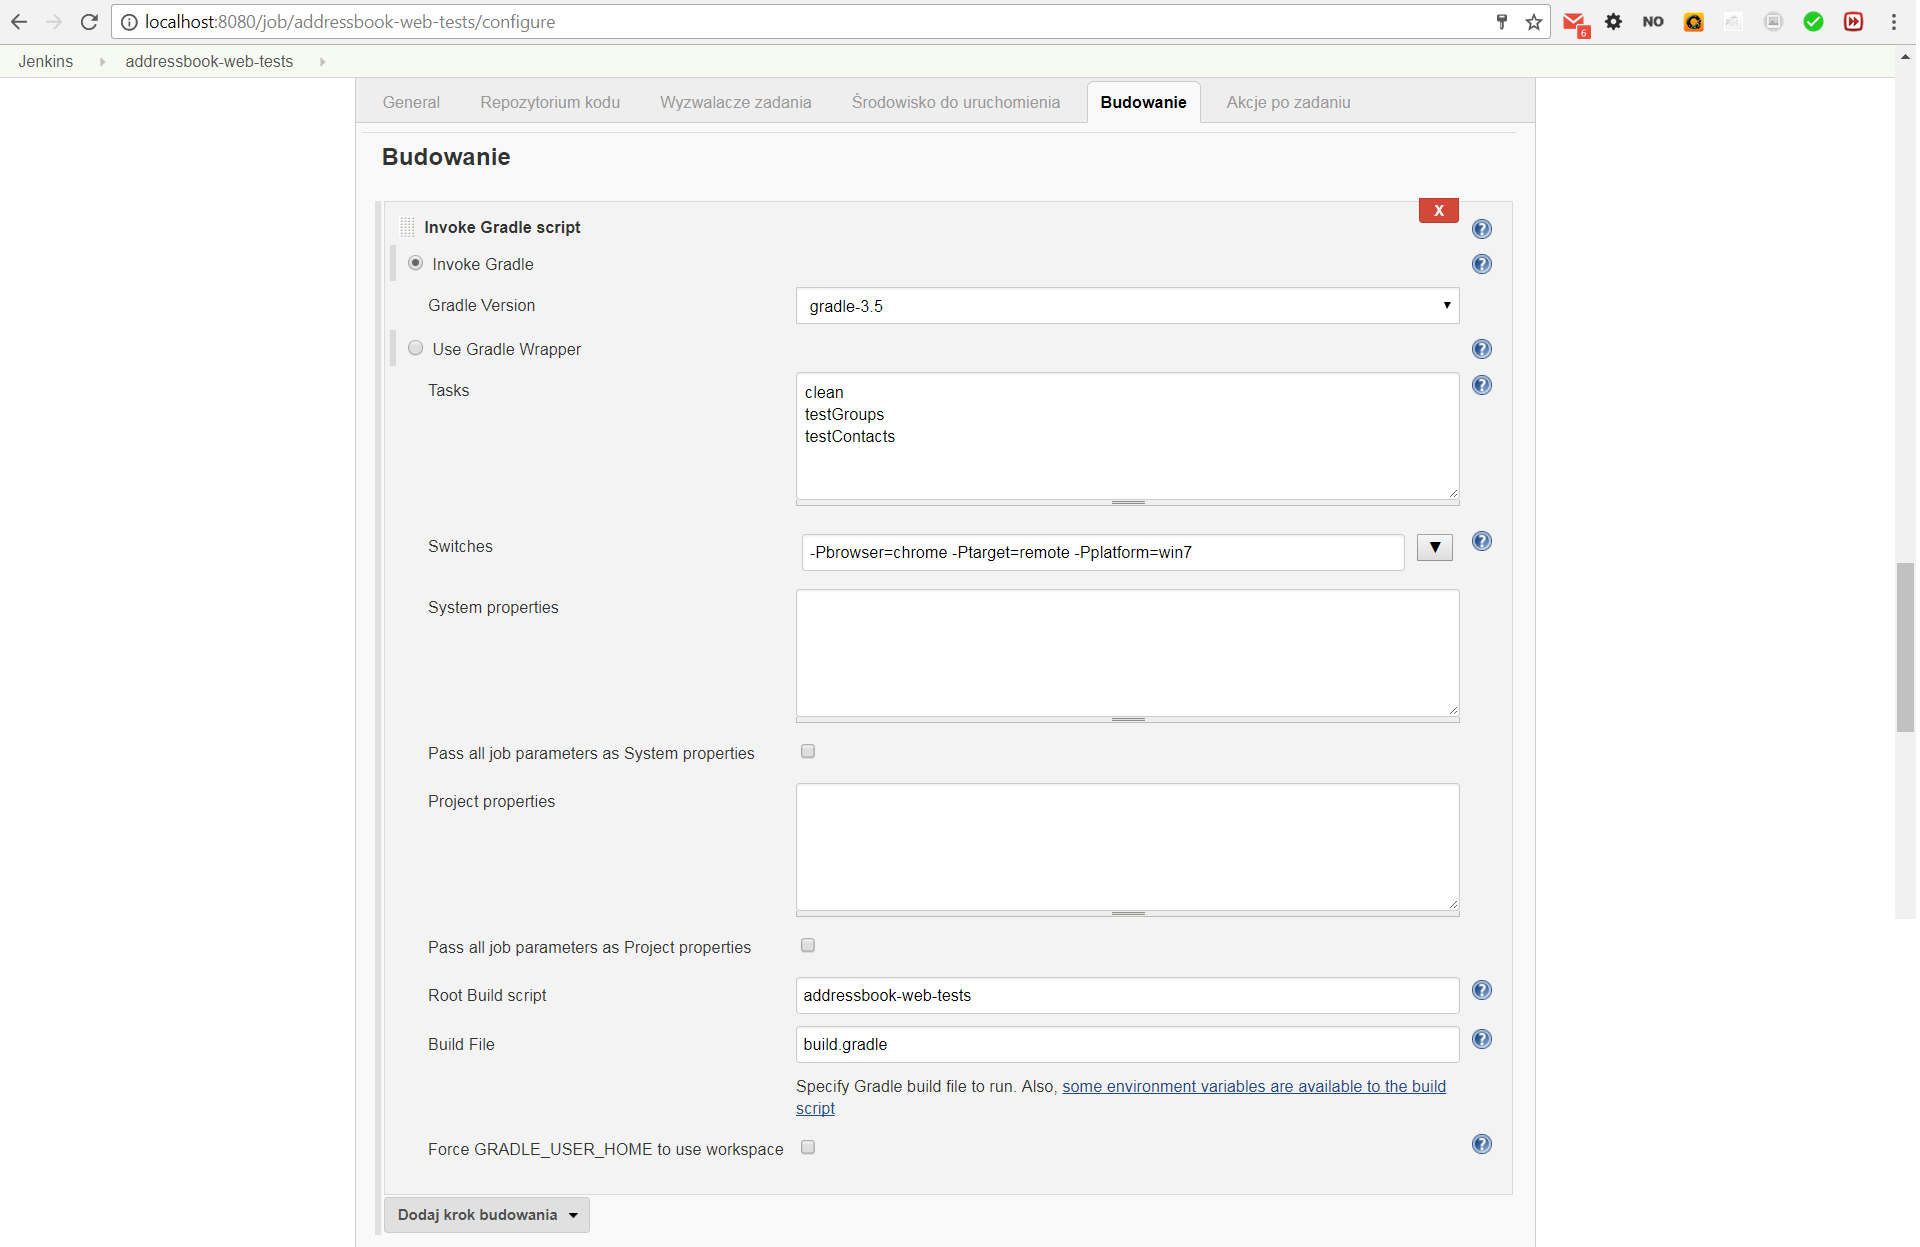 localhost:8080/job/addressbook-web-tests/configure
NO
6
Jenkins addressbook-web-tests
General Repozytorium kodu Wyzwalacze zadania Środowisko do uruchomienia Budowanie Akcje po zadaniu
Budowanie
X
Invoke Gradle script
Invoke Gradle
Gradle Version gradle-3.5
Use Gradle Wrapper
Tasks clean
testGroups
testContacts
Switches -Pbrowser=chrome -Ptarget=remote -Pplatform=win7
System properties
Pass all job parameters as System properties
Project properties
Pass all job parameters as Project properties
Root Build script addressbook-web-tests
Build File build.gradle
Specify Gradle build file to run. Also, some environment variables are available to the build
script
Force GRADLE_USER_HOME to use workspace
Dodaj krok budowania